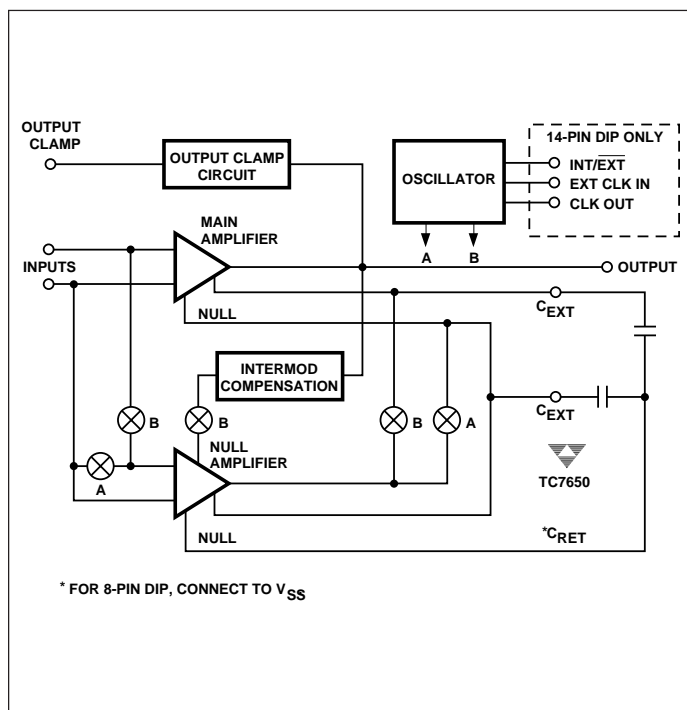 OUTPUT
CLAMP
OUTPUT CLAMP
CIRCUIT
OSCILLATOR
14-PIN DIP ONLY
INT/EXT
EXT CLK IN
CLK OUT
A
B
MAIN
AMPLIFIER
INPUTS
OUTPUT
NULL
CEXT
INTERMOD
COMPENSATION
B
B
B
A
CEXT
A
NULL
AMPLIFIER
TC7650
NULL
*CRET
* FOR 8-PIN DIP, CONNECT TO VSS